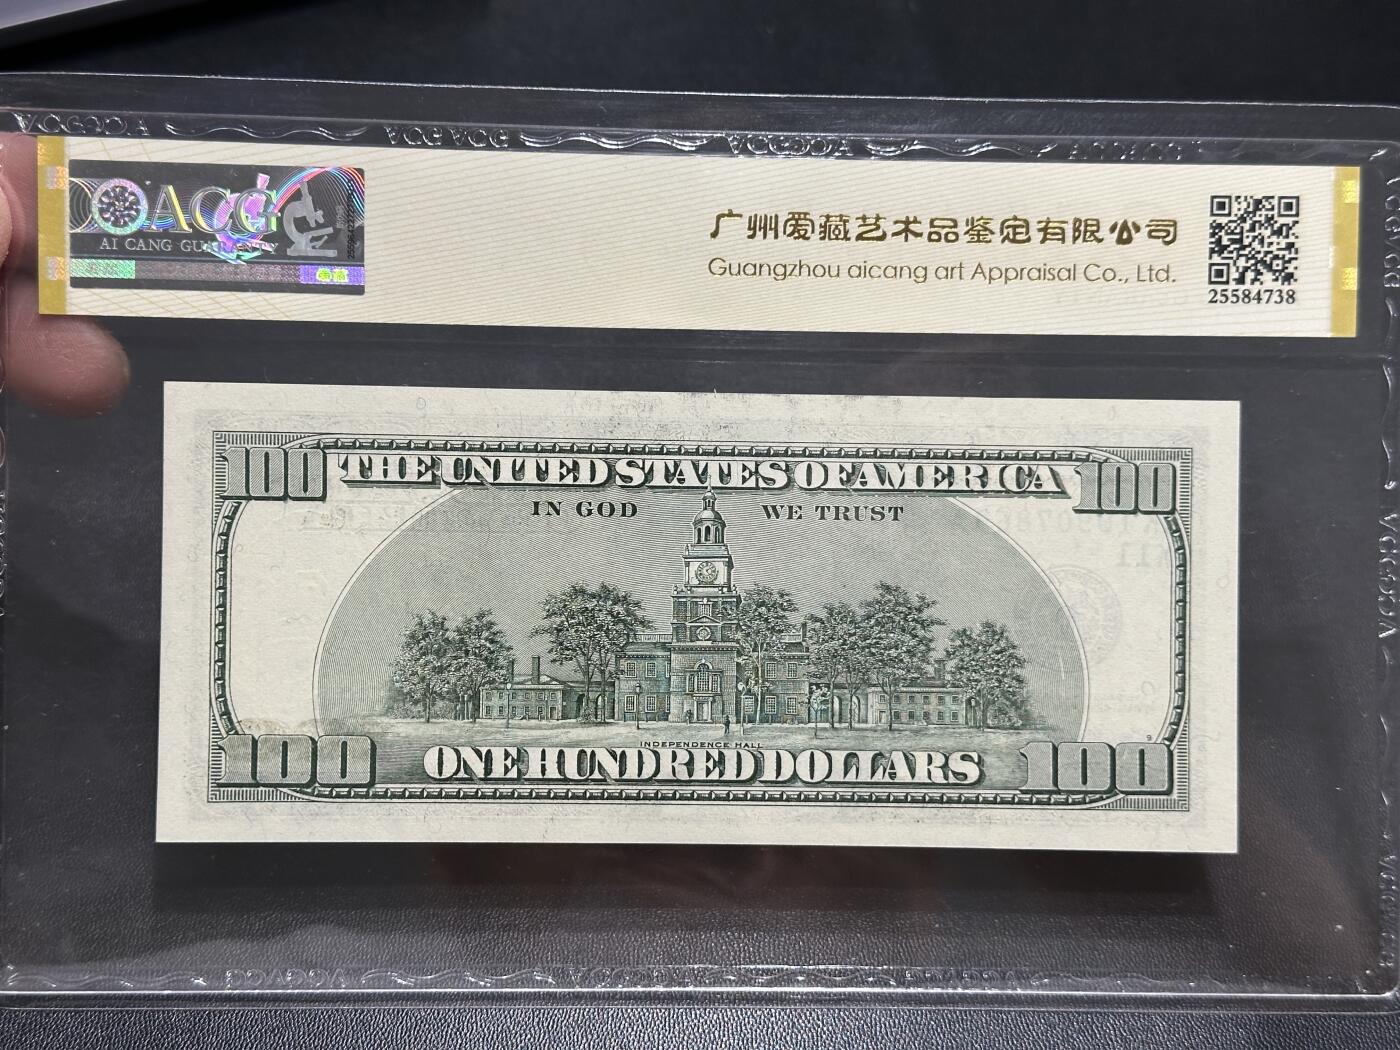 ACG
AI CANG GUARANTY
广州爱藏艺术品鉴定有限公司
Guangzhou aicang art Appraisal Co., Ltd.
25584738
100 THE UNITED STATES OF AMERICA 100
IN GOD WE TRUST
INDEPENDENCE HALL
9
100 ONE HUNDRED DOLLARS 100